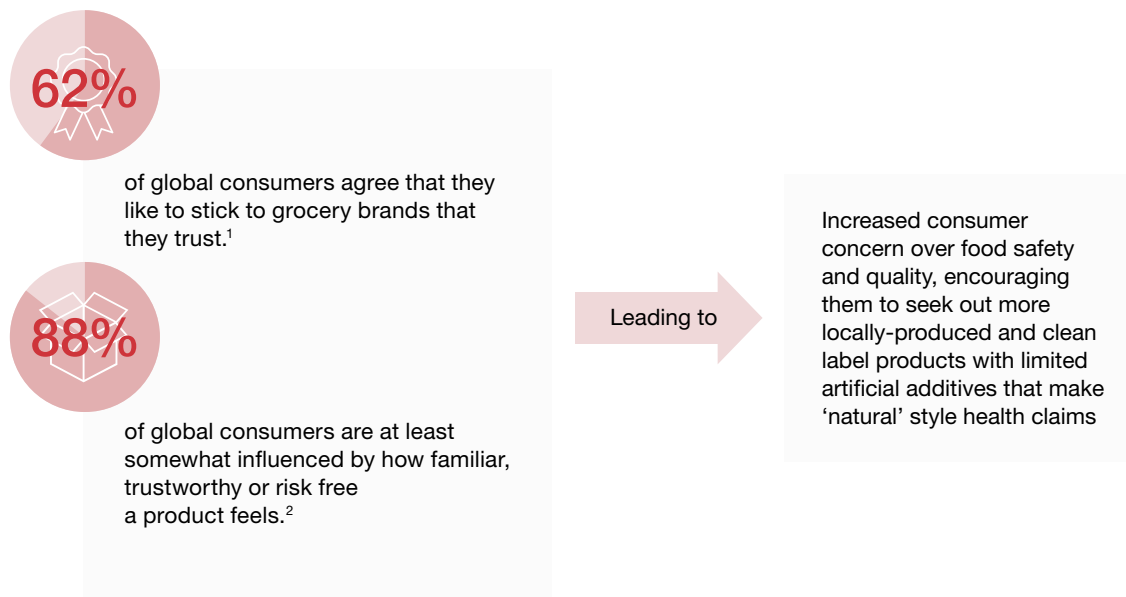 62%
of global consumers agree that they
like to stick to grocery brands that
they trust.¹
88%
of global consumers are at least
somewhat influenced by how familiar,
trustworthy or risk free
a product feels.²
Leading to
Increased consumer
concern over food safety
and quality, encouraging
them to seek out more
locally-produced and clean
label products with limited
artificial additives that make
‘natural’ style health claims